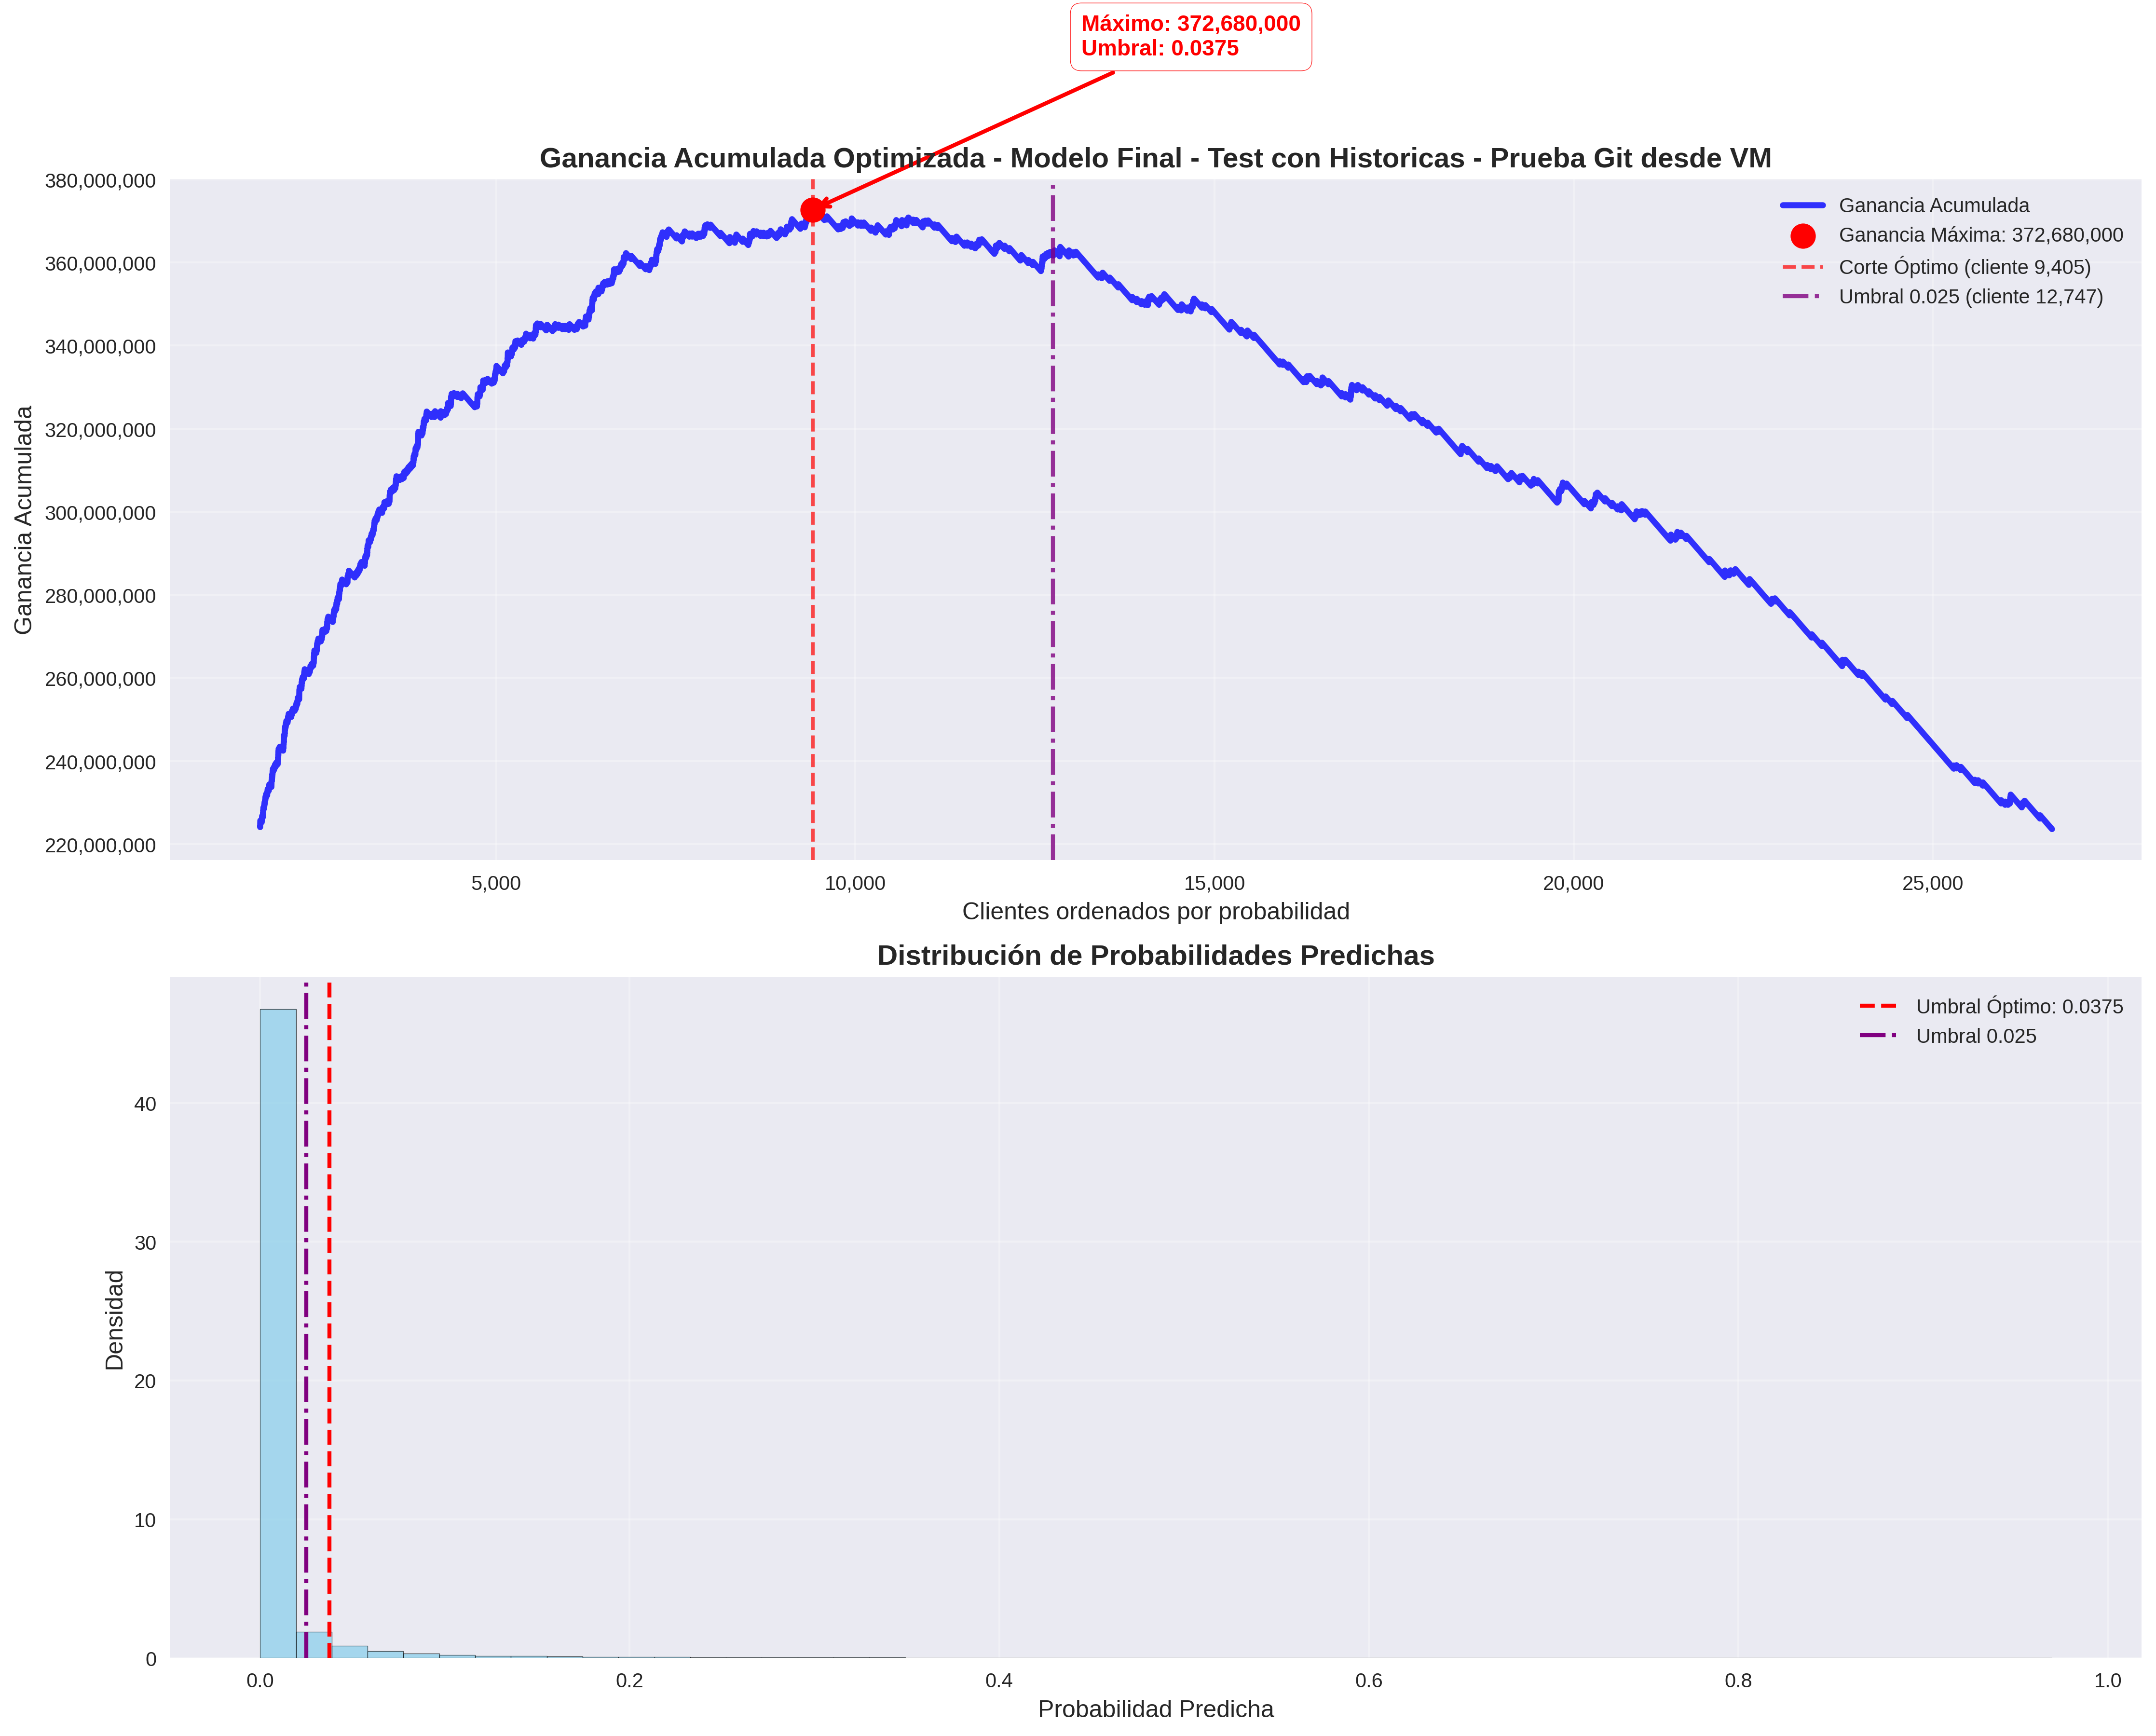 Máximo: 372,680,000
Umbral: 0.0375
Ganancia Acumulada Optimizada - Modelo Final - Test con Historicas - Prueba Git desde VM
Ganancia Acumulada
380,000,000
360,000,000
340,000,000
320,000,000
300,000,000
280,000,000
260,000,000
240,000,000
220,000,000
Ganancia Acumulada
Ganancia Máxima: 372,680,000
Corte Óptimo (cliente 9,405)
Umbral 0.025 (cliente 12,747)
5,000
10,000
15,000
20,000
25,000
Clientes ordenados por probabilidad
Distribución de Probabilidades Predichas
Densidad
40
30
20
10
0
Umbral Óptimo: 0.0375
Umbral 0.025
0.0
0.2
0.4
0.6
0.8
1.0
Probabilidad Predicha